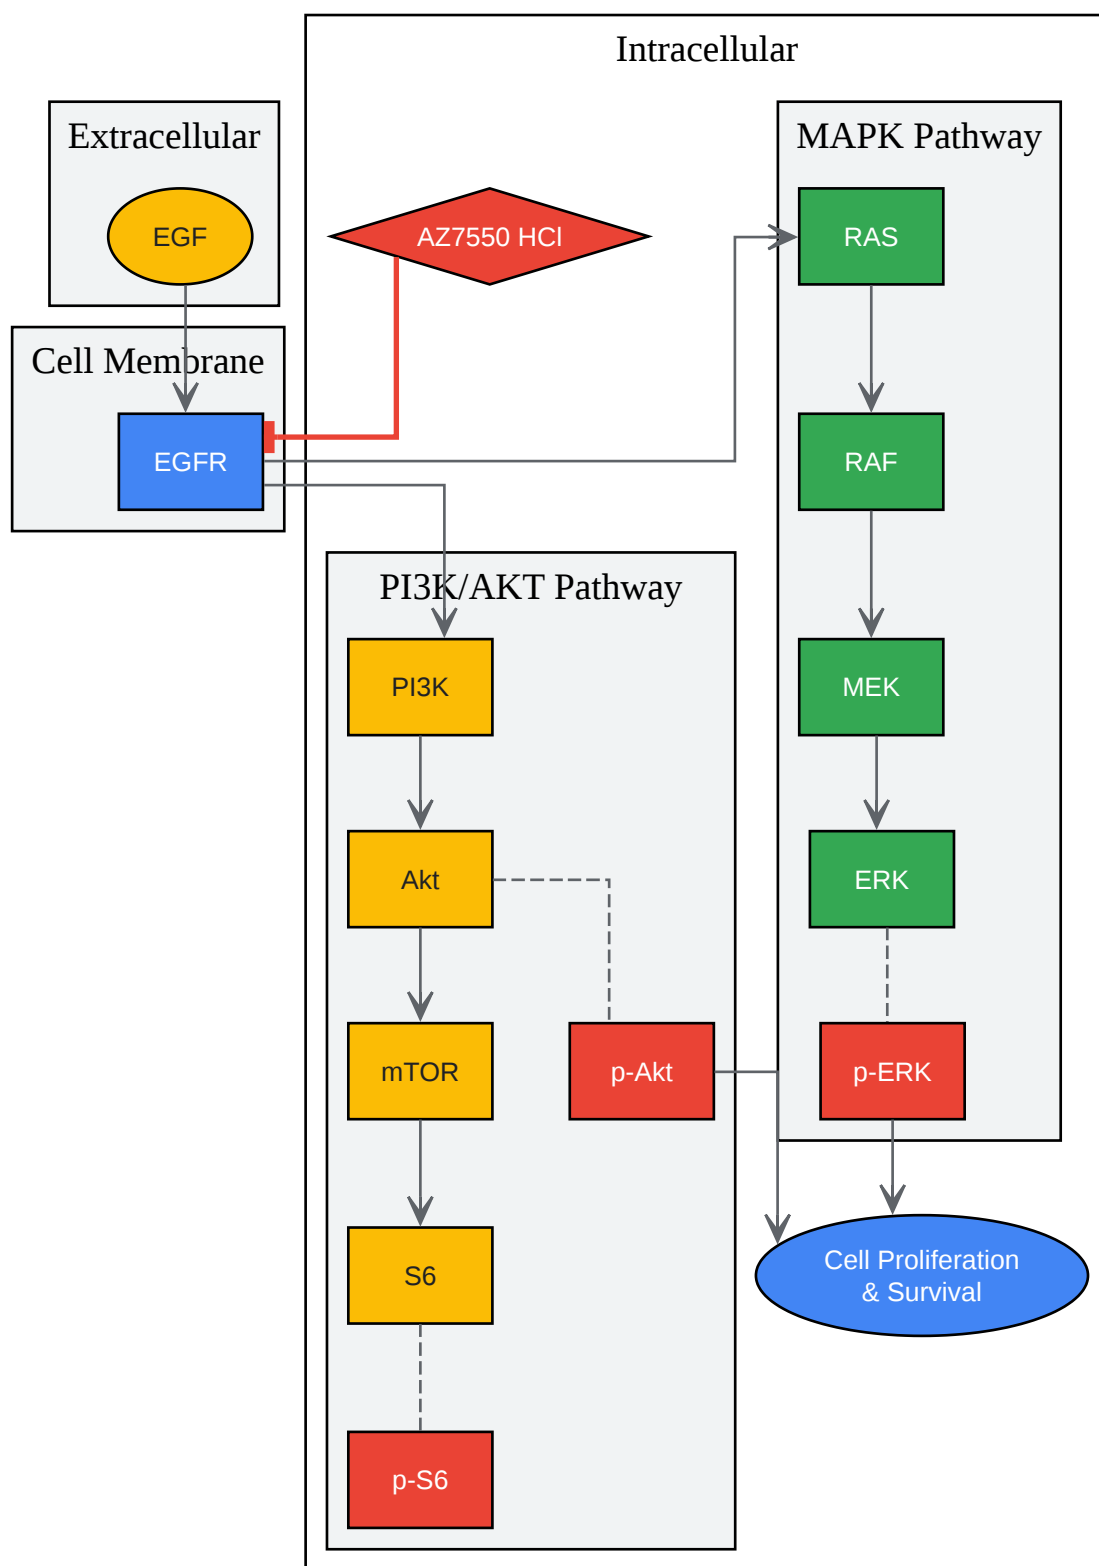 Intracellular
Extracellular
MAPK Pathway
EGF
AZ7550 HCl
RAS
Cell Membrane
EGFR
RAF
PI3K/AKT Pathway
PI3K
MEK
Akt
ERK
mTOR
p-Akt
p-ERK
S6
Cell Proliferation
& Survival
p-S6